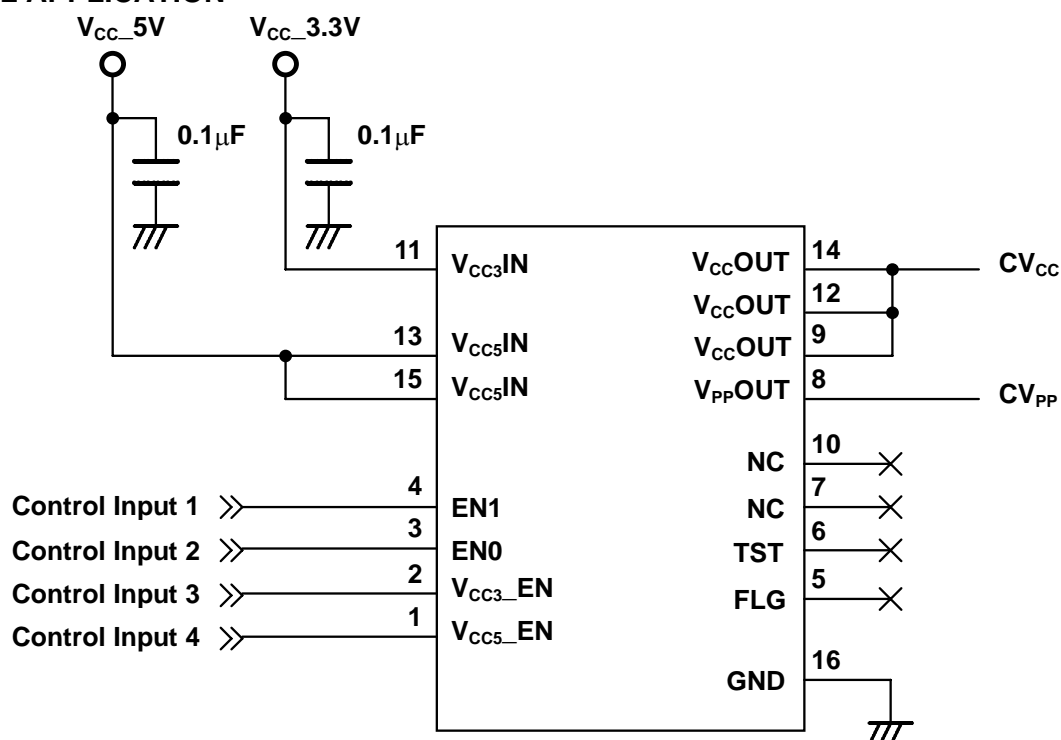 V_CC_5V
V_CC_3.3V
0.1μF
0.1μF
11
V_CC3IN
13
V_CC5IN
15
V_CC5IN
Control Input 1
4
EN1
Control Input 2
3
EN0
Control Input 3
2
V_CC3_EN
Control Input 4
1
V_CC5_EN
V_CCOUT
14
CV_CC
V_CCOUT
12
V_CCOUT
9
V_PPOUT
8
CV_PP
NC
10
NC
7
TST
6
FLG
5
GND
16